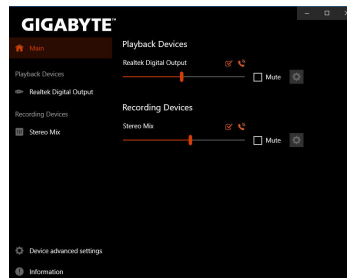 GIGABYTE™
Main
Playback Devices
Realtek Digital Output
Recording Devices
Stereo Mix
Device advanced settings
Information
Playback Devices
Realtek Digital Output
Mute
Recording Devices
Stereo Mix
Mute